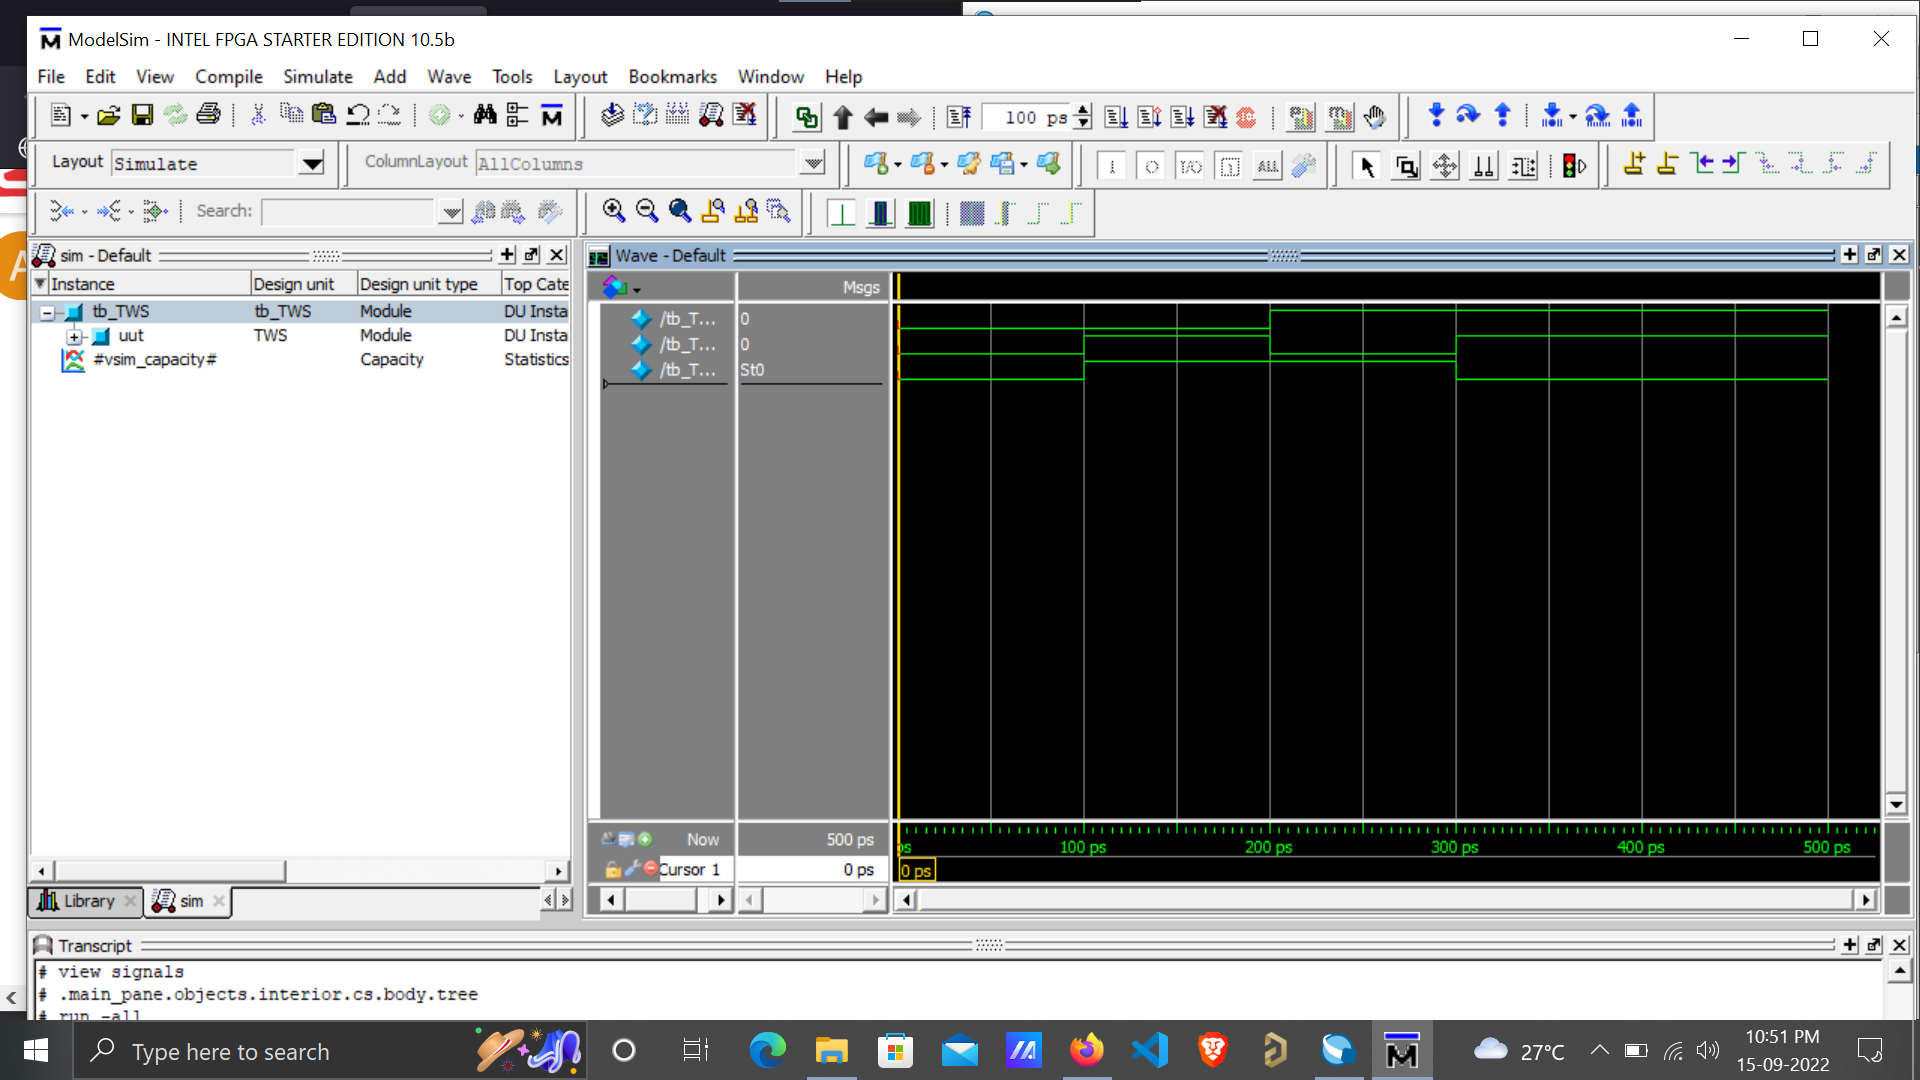 ModelSim - INTEL FPGA STARTER EDITION 10.5b
File Edit View Compile Simulate Add Wave Tools Layout Bookmarks Window Help
100 ps
Layout Simulate ColumnLayout AllColumns
ALL
Search:
sim - Default
Instance Design unit Design unit type Top Cate
tb_TWS tb_TWS Module DU Insta
uut TWS Module DU Insta
#vsim_capacity# Capacity Statistics
Library sim
Wave - Default
Msgs
/tb_T... 0
/tb_T... 0
/tb_T... St0
Now 500 ps
ps 100 ps 200 ps 300 ps 400 ps 500 ps
Cursor 1 0 ps
0 ps
Transcript
# view signals
# .main_pane.objects.interior.cs.body.tree
# run -all
Type here to search
27°C
10:51 PM
15-09-2022